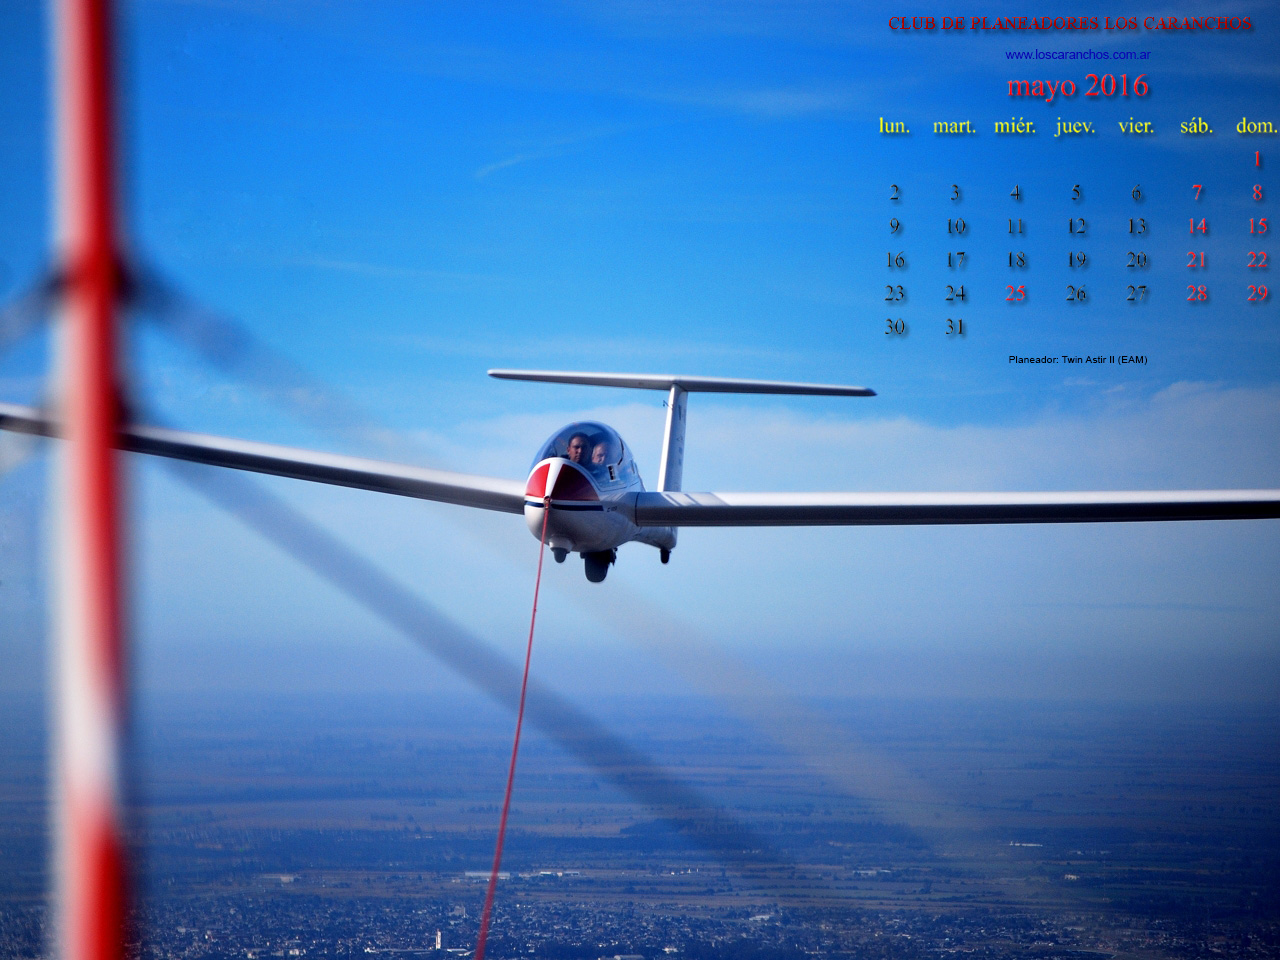 CLUB DE PLANEADORES LOS CARANCHOS
www.loscaranchos.com.ar
mayo 2016
lun. mart. miér. juev. vier. sáb. dom.
1
2 3 4 5 6 7 8
9 10 11 12 13 14 15
16 17 18 19 20 21 22
23 24 25 26 27 28 29
30 31
Planeador: Twin Astir II (EAM)